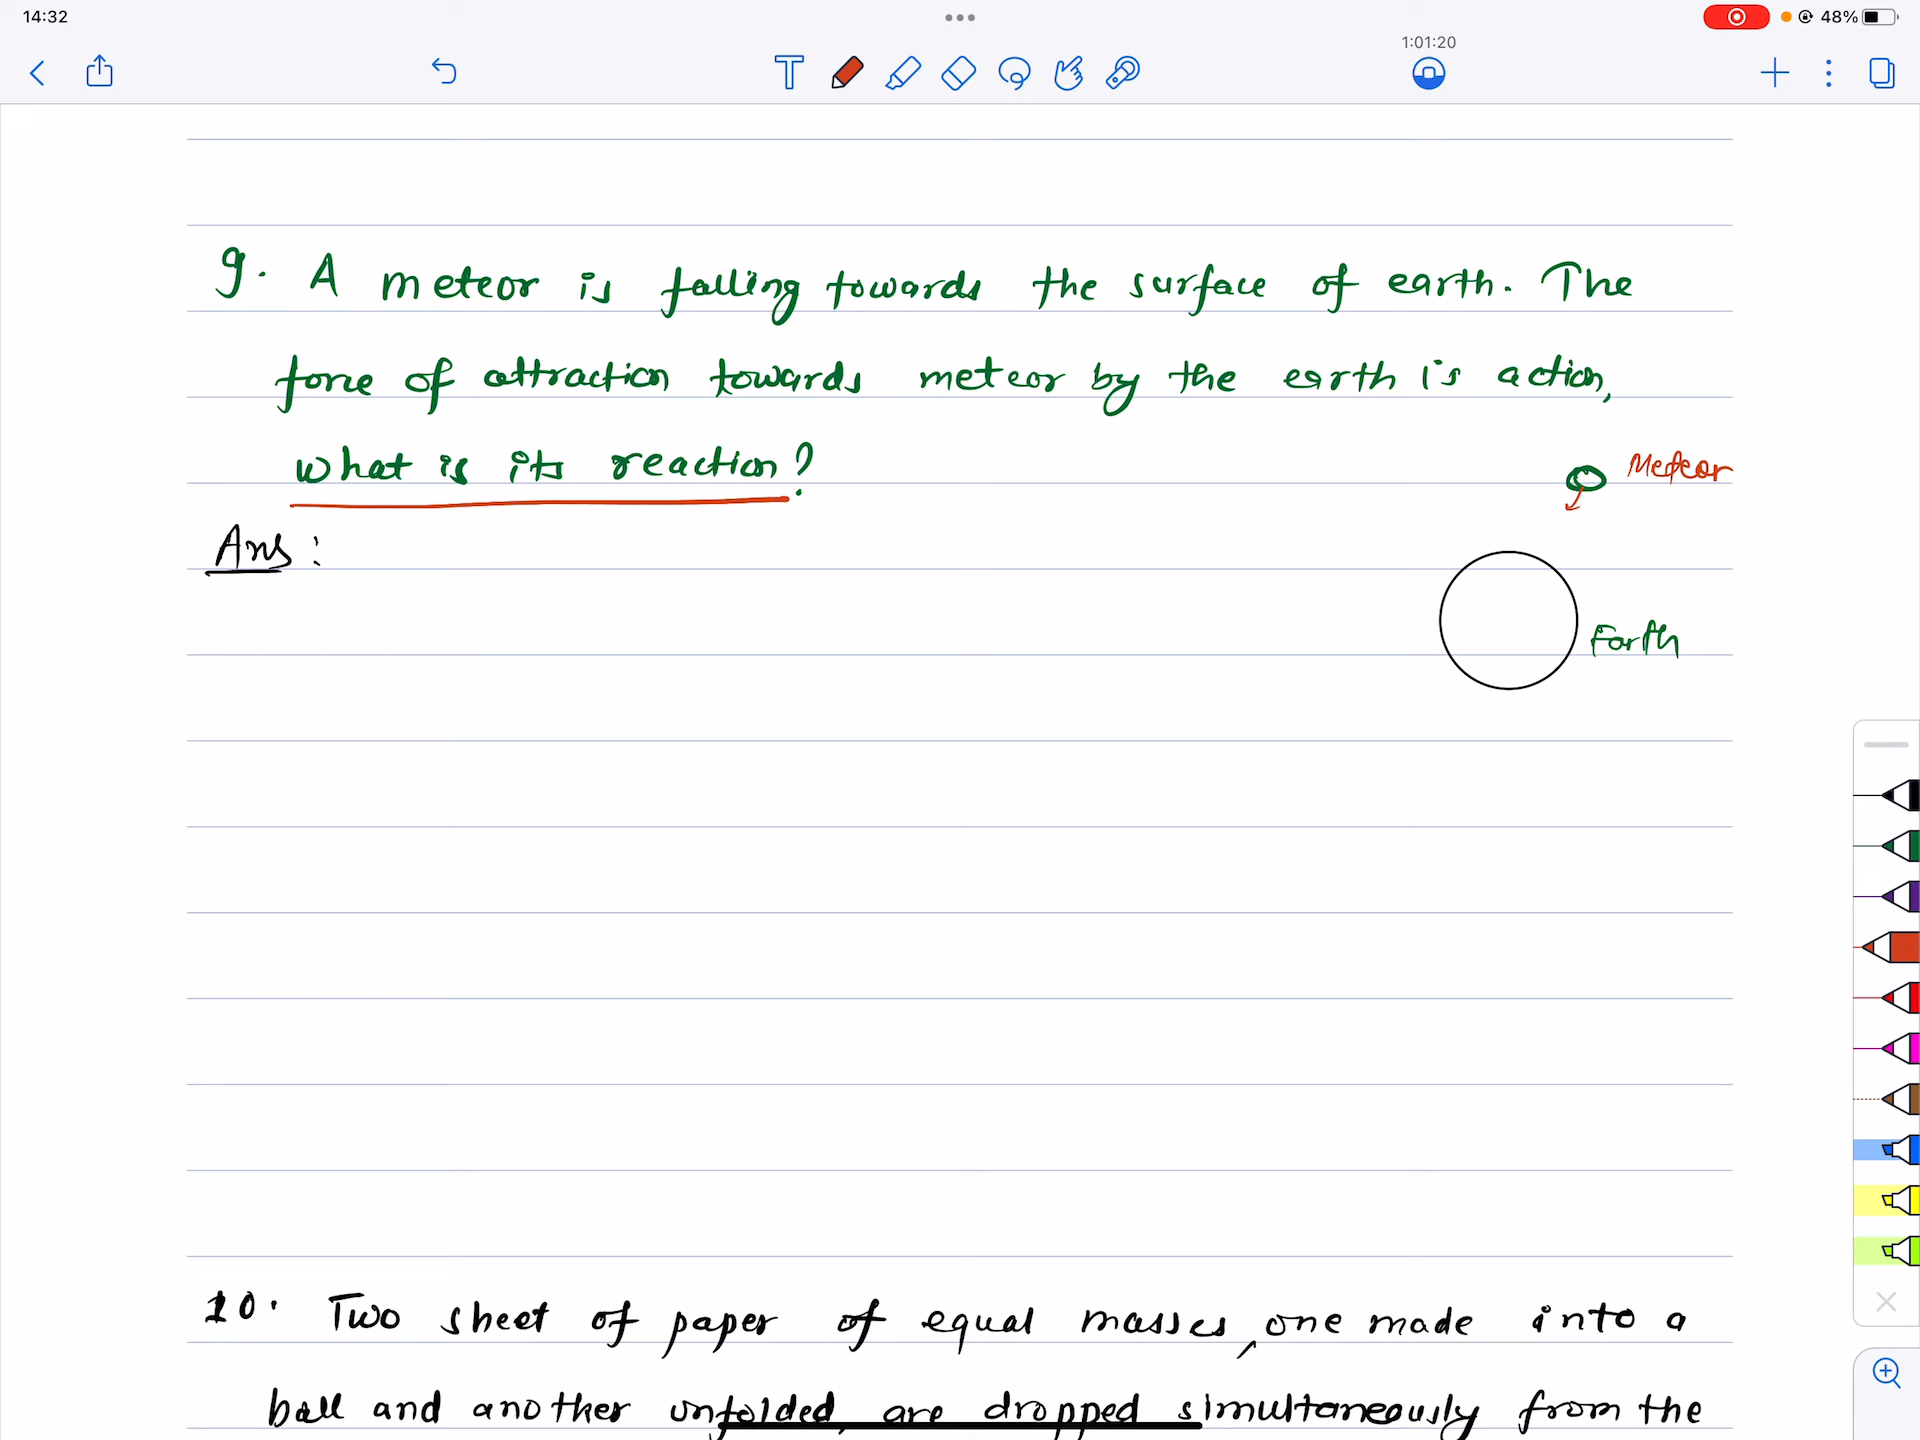 14:32
48%
1:01:20
9. A meteor is falling towards the surface of earth. The
force of attraction towards meteor by the earth is action,
what is its reaction?
Meteor
Ans:
Earth
10. Two sheet of paper of equal masses, one made into a
ball and another unfolded, are dropped simultaneously from the